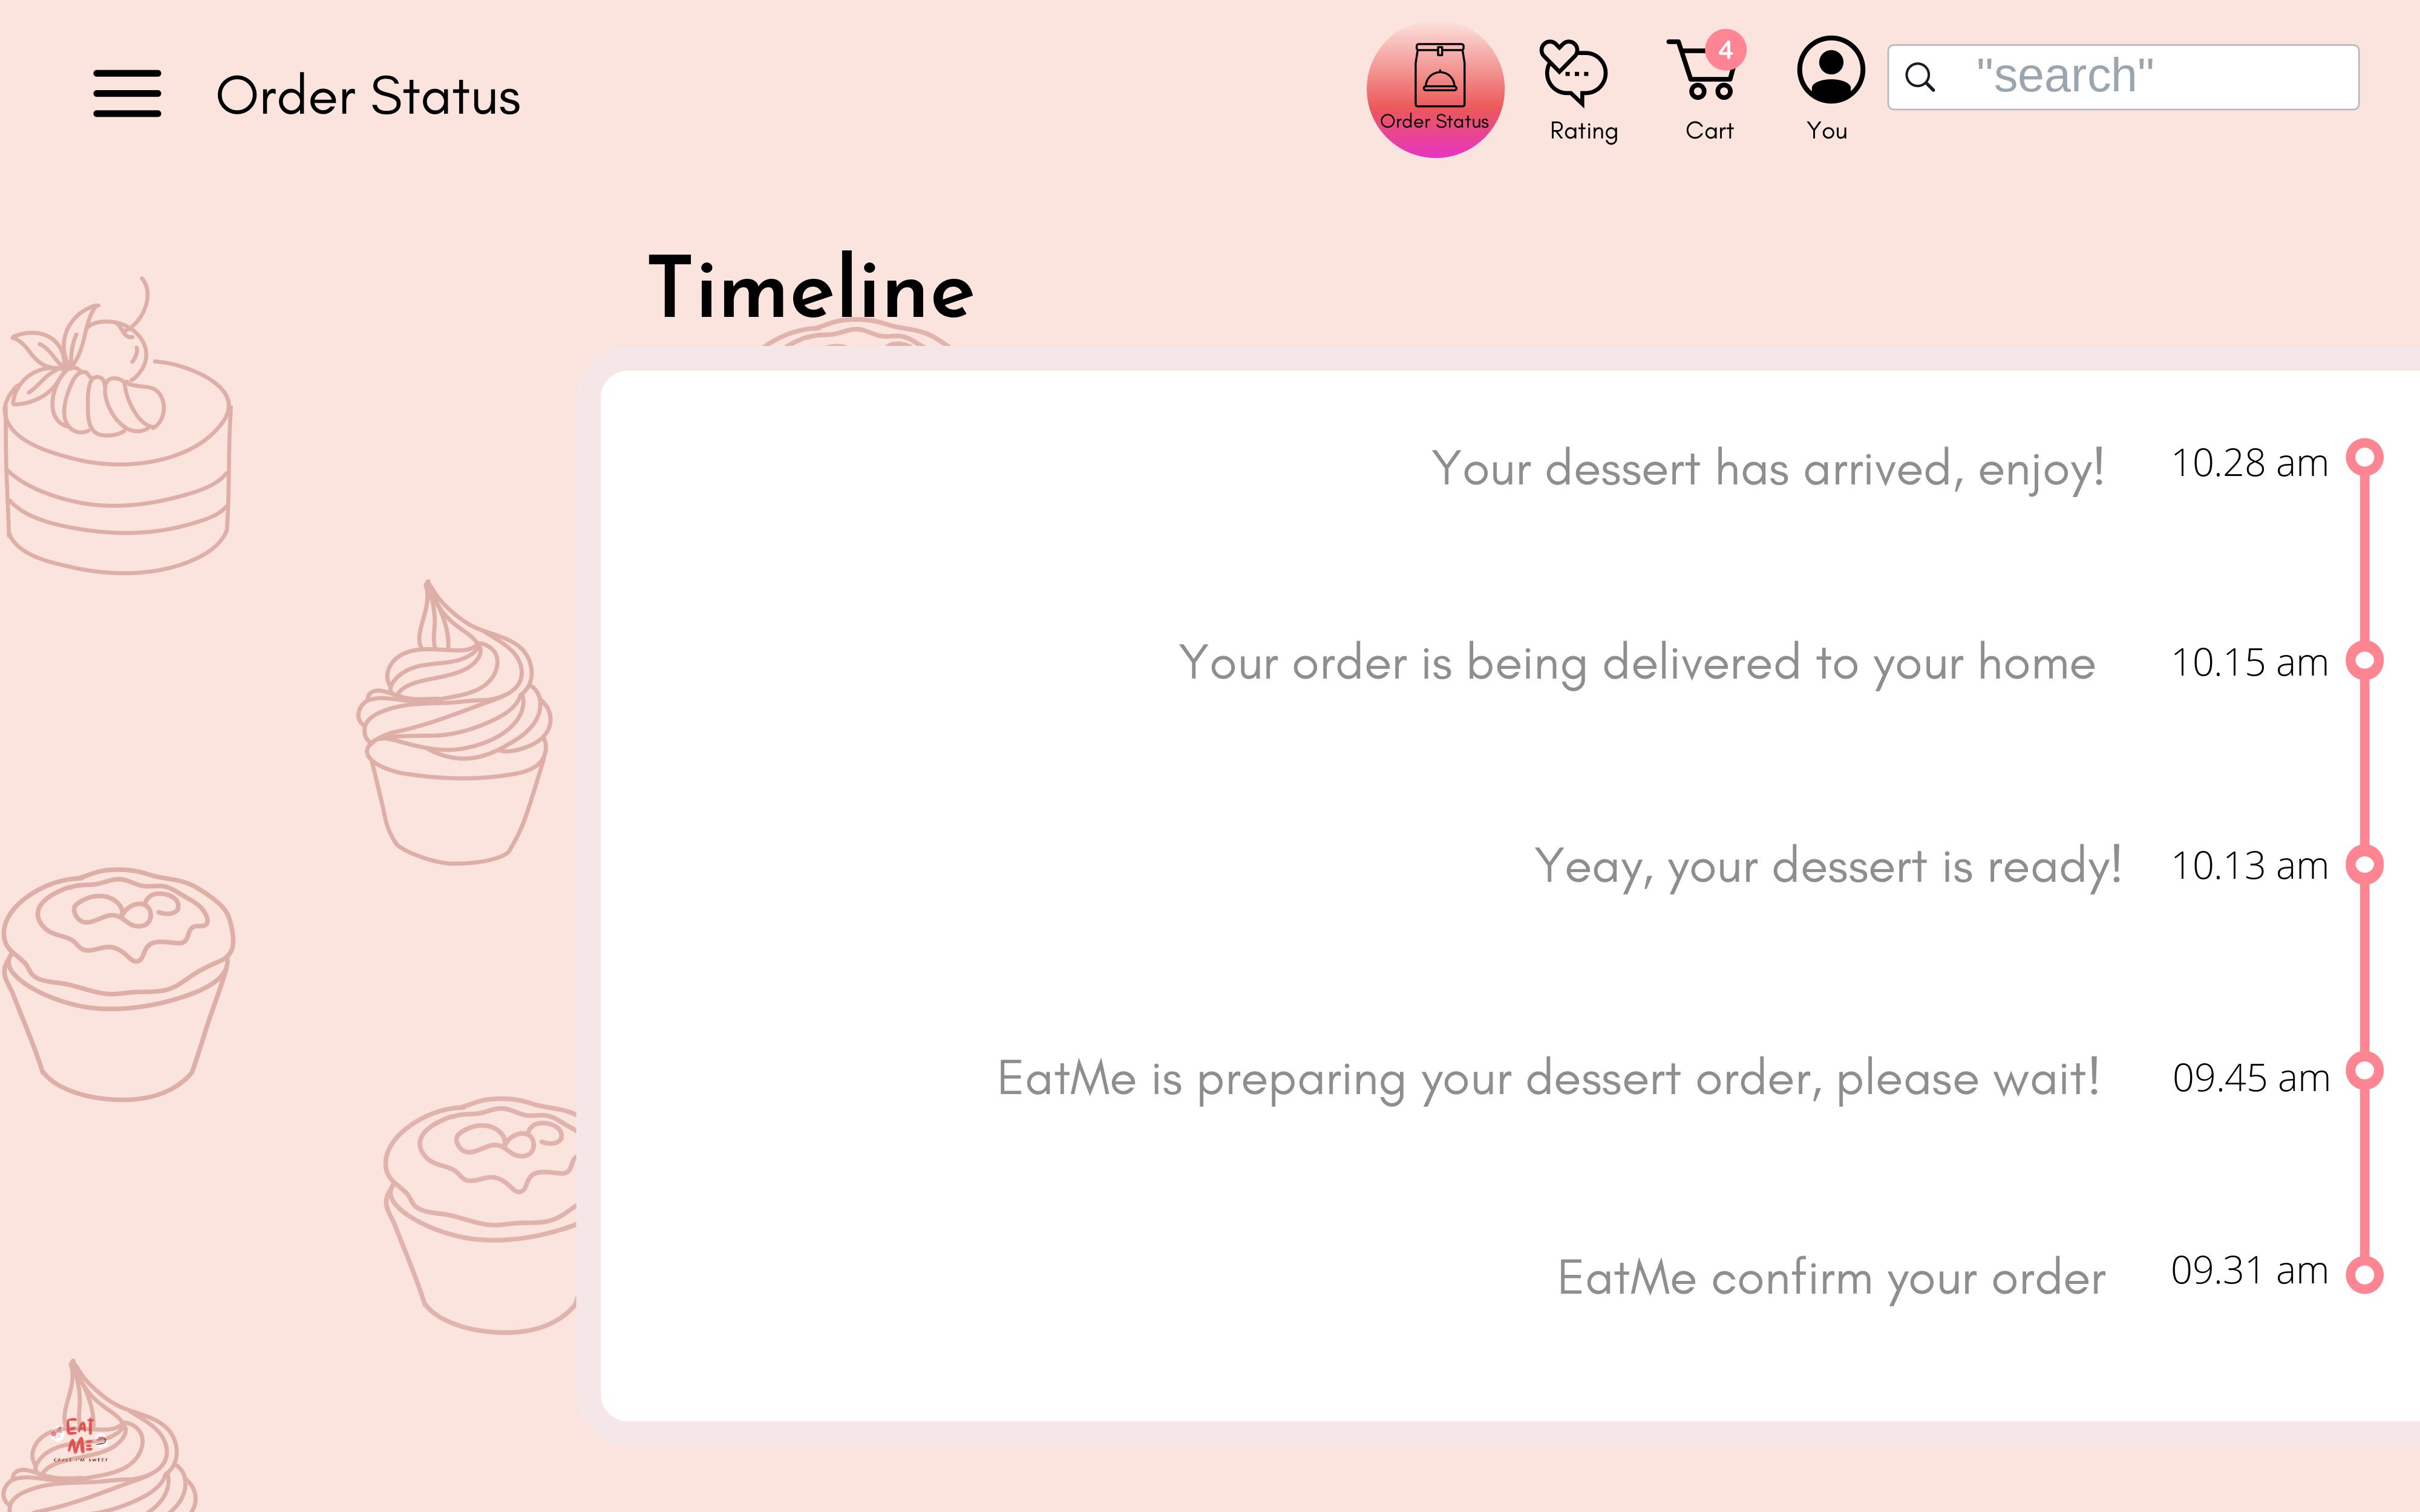 Order Status
Order Status
Rating
4
Cart
You
"search"
Timeline
Your dessert has arrived, enjoy! 10.28 am
Your order is being delivered to your home 10.15 am
Yeay, your dessert is ready! 10.13 am
EatMe is preparing your dessert order, please wait! 09.45 am
EatMe confirm your order 09.31 am
EAT
ME
CAUSE I'M SWEET